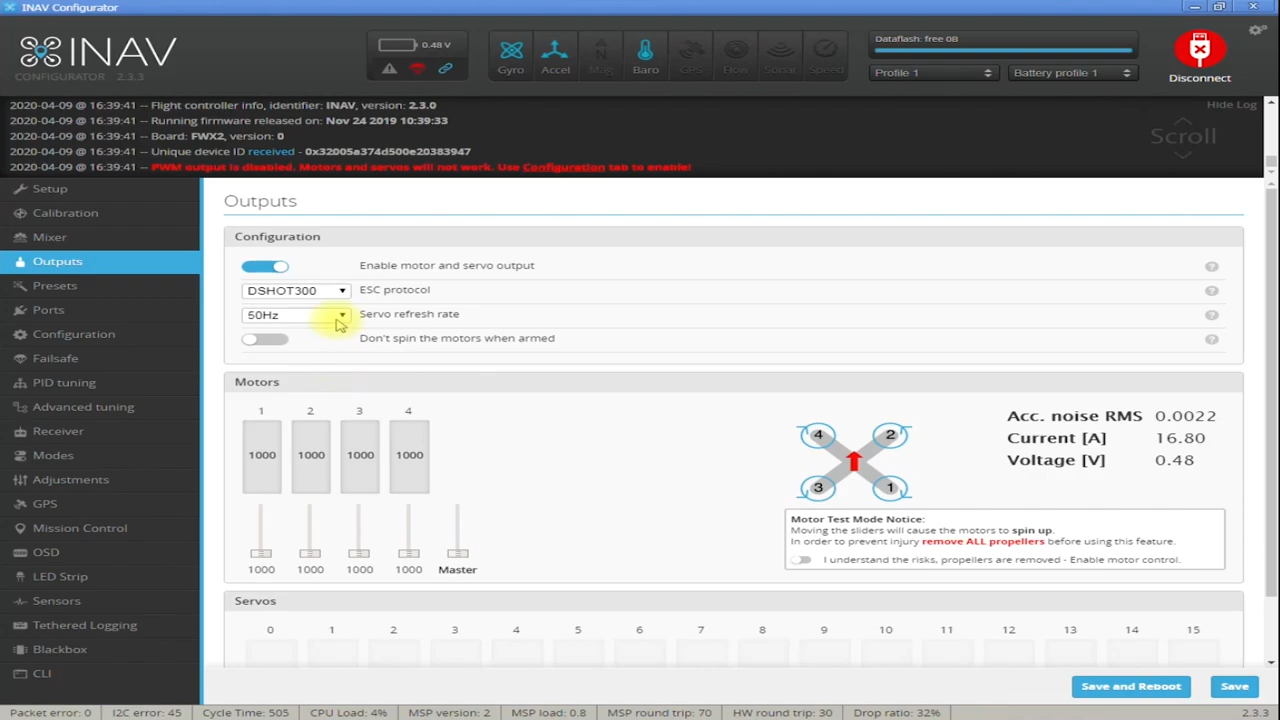 INAV Configurator
INAV
CONFIGURATOR 2.3.3
0.48 V
Gyro Accel Mag Baro GPS Flow Sonar Speed
Dataflash: free 0B
Profile 1 Battery profile 1
Disconnect
2020-04-09 @ 16:39:41 -- Flight controller info, identifier: INAV, version: 2.3.0
2020-04-09 @ 16:39:41 -- Running firmware released on: Nov 24 2019 10:39:33
2020-04-09 @ 16:39:41 -- Board: FWX2, version: 0
2020-04-09 @ 16:39:41 -- Unique device ID received - 0x32005a374d500e20383947
2020-04-09 @ 16:39:41 -- PWM output is disabled. Motors and servos will not work. Use Configuration tab to enable!
Hide Log
Scroll
Setup
Calibration
Mixer
Outputs
Presets
Ports
Configuration
Failsafe
PID tuning
Advanced tuning
Receiver
Modes
Adjustments
GPS
Mission Control
OSD
LED Strip
Sensors
Tethered Logging
Blackbox
CLI
Outputs
Configuration
Enable motor and servo output
DSHOT300 ESC protocol
50Hz Servo refresh rate
Don't spin the motors when armed
Motors
1 2 3 4
1000 1000 1000 1000
1000 1000 1000 1000 Master
4 2
3 1
Acc. noise RMS 0.0022
Current [A] 16.80
Voltage [V] 0.48
Motor Test Mode Notice:
Moving the sliders will cause the motors to spin up.
In order to prevent injury remove ALL propellers before using this feature.
I understand the risks, propellers are removed - Enable motor control.
Servos
0 1 2 3 4 5 6 7 8 9 10 11 12 13 14 15
Save and Reboot Save
Packet error: 0 I2C error: 45 Cycle Time: 505 CPU Load: 4% MSP version: 2 MSP load: 0.8 MSP round trip: 70 HW round trip: 30 Drop ratio: 32% 2.3.3